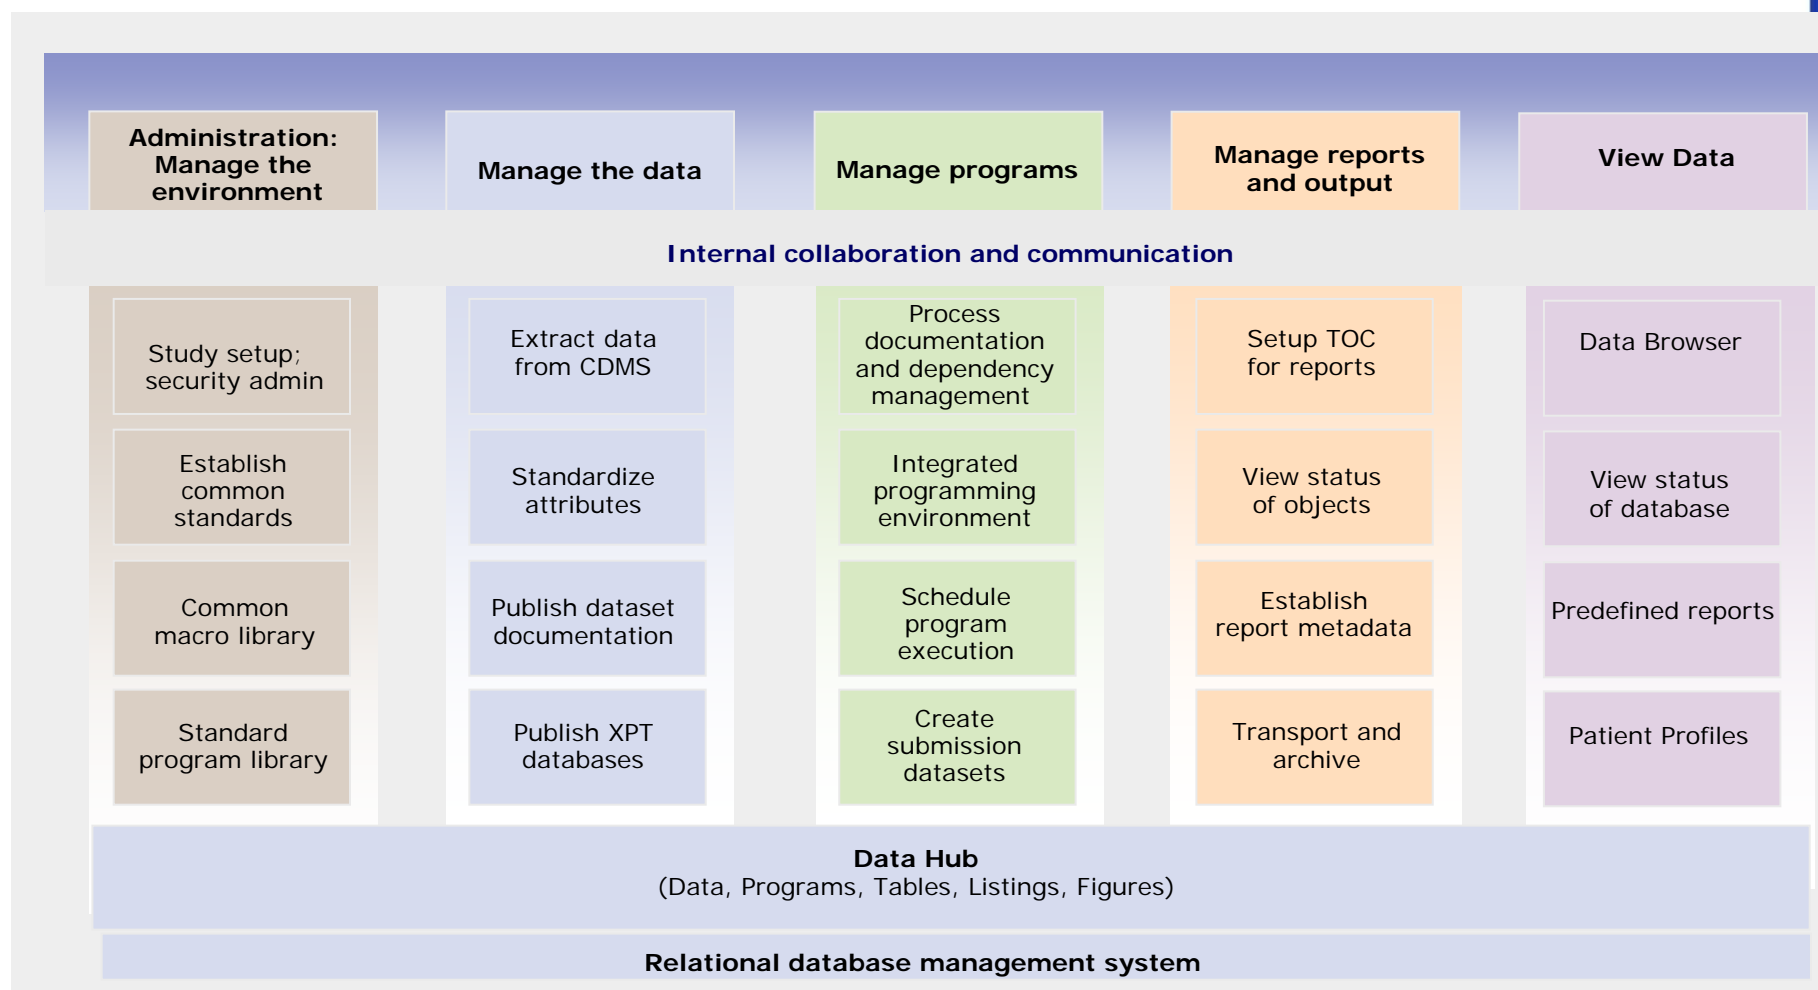 Administration:
Manage the
environment
Manage the data
Manage programs
Manage reports
and output
View Data
Internal collaboration and communication
Study setup;
security admin
Establish
common
standards
Common
macro library
Standard
program library
Extract data
from CDMS
Standardize
attributes
Publish dataset
documentation
Publish XPT
databases
Process
documentation
and dependency
management
Integrated
programming
environment
Schedule
program
execution
Create
submission
datasets
Setup TOC
for reports
View status
of objects
Establish
report metadata
Transport and
archive
Data Browser
View status
of database
Predefined reports
Patient Profiles
Data Hub
(Data, Programs, Tables, Listings, Figures)
Relational database management system